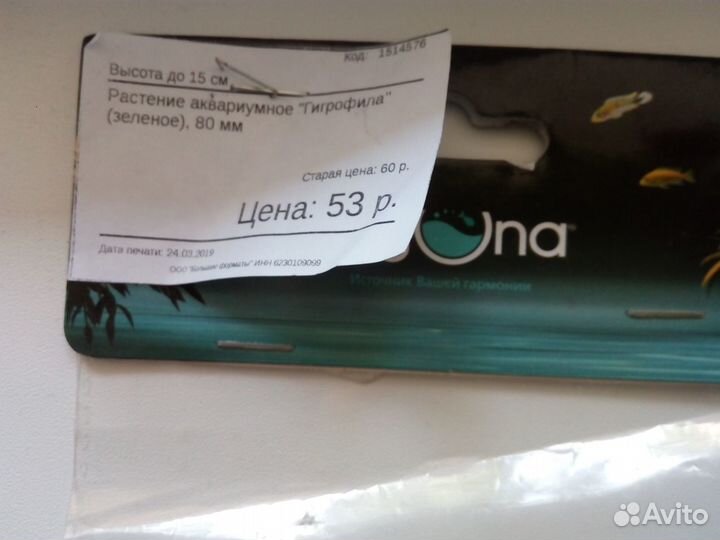 Код: 1514576
Высота до 15 см
Растение аквариумное "Гигрофила"
(зеленое), 80 мм
Старая цена: 60 р.
Цена: 53 р.
Дата печати: 24.03.2019
ООО "Большие форматы" ИНН 6230109099
una
Источник Вашей гармонии
Avito